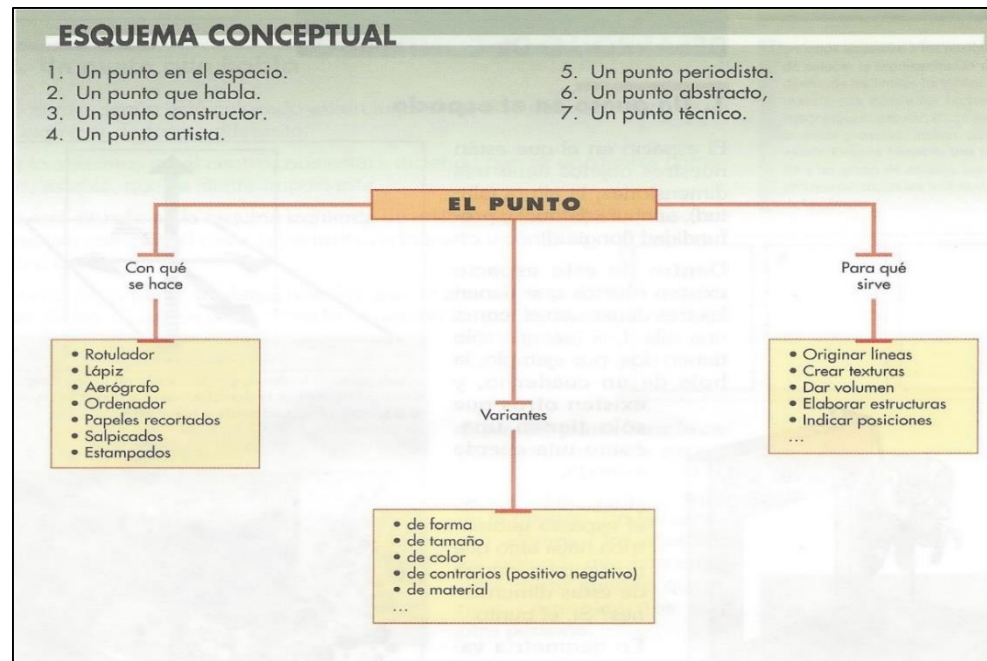 ESQUEMA CONCEPTUAL
1. Un punto en el espacio.
2. Un punto que habla.
3. Un punto constructor.
4. Un punto artista.
5. Un punto periodista.
6. Un punto abstracto,
7. Un punto técnico.
EL PUNTO
Con qué
se hace
• Rotulador
• Lápiz
• Aerógrafo
• Ordenador
• Papeles recortados
• Salpicados
• Estampados
Variantes
• de forma
• de tamaño
• de color
• de contrarios (positivo negativo)
• de material
...
Para qué
sirve
• Originar líneas
• Crear texturas
• Dar volumen
• Elaborar estructuras
• Indicar posiciones
...